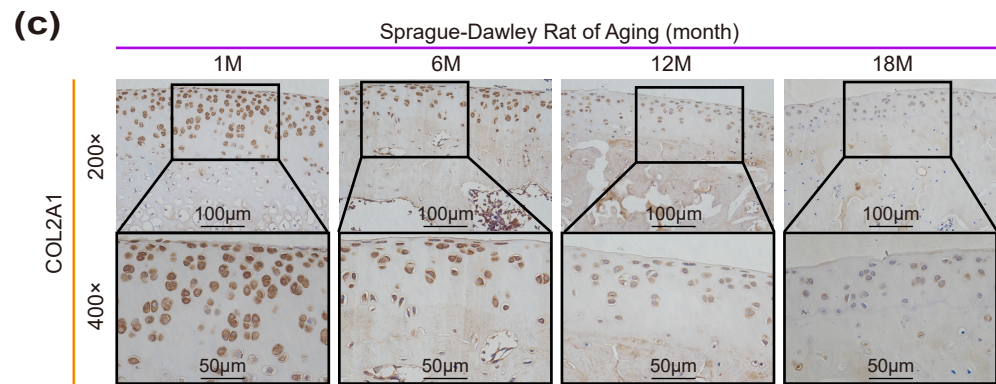 (c)
Sprague-Dawley Rat of Aging (month)
1M 6M 12M 18M
COL2A1
200×
100μm 100μm 100μm 100μm
400×
50μm 50μm 50μm 50μm